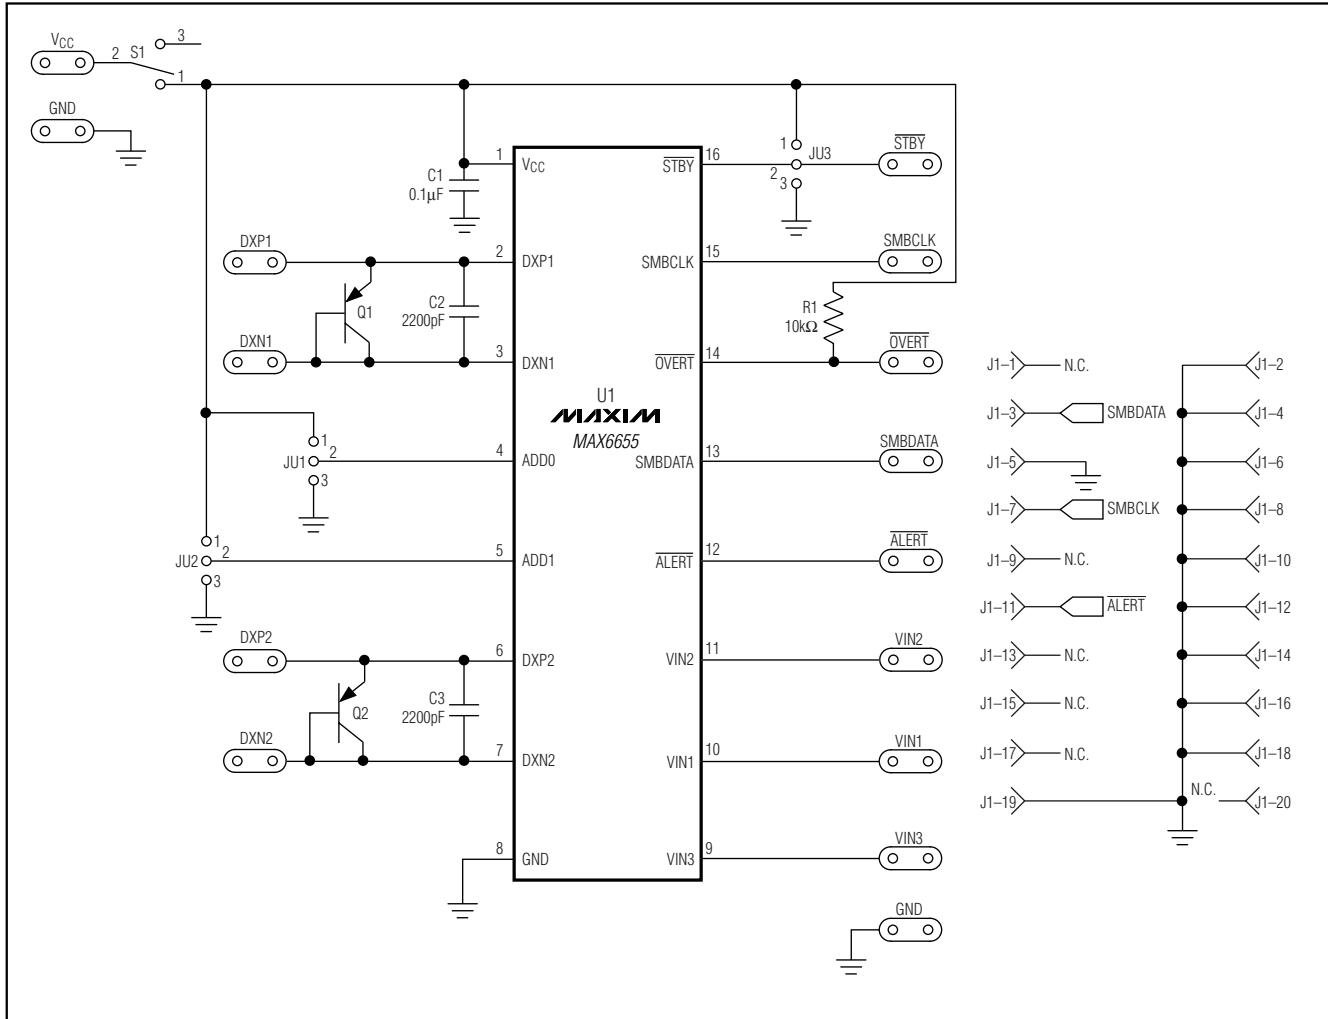 VCC
2
S1
3
1
GND
1
VCC
C1
0.1µF
DXP1
2
DXP1
Q1
C2
2200pF
DXN1
3
DXN1
U1
MAXIM
MAX6655
1
JU1
2
3
4
ADD0
1
JU2
2
3
5
ADD1
DXP2
6
DXP2
Q2
C3
2200pF
DXN2
7
DXN2
8
GND
STBY
16
1
JU3
2
3
STBY
SMBCLK
15
SMBCLK
R1
10kΩ
OVERT
14
OVERT
SMBDATA
13
SMBDATA
ALERT
12
ALERT
VIN2
11
VIN2
VIN1
10
VIN1
VIN3
9
VIN3
GND
J1–1
N.C.
J1–2
J1–3
SMBDATA
J1–4
J1–5
J1–6
J1–7
SMBCLK
J1–8
J1–9
N.C.
J1–10
J1–11
ALERT
J1–12
J1–13
N.C.
J1–14
J1–15
N.C.
J1–16
J1–17
N.C.
J1–18
J1–19
N.C.
J1–20